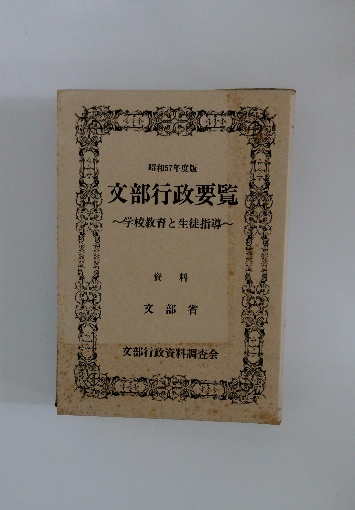 昭和57年度版
文部行政要覧
～学校教育と生徒指導～
資料
文部省
文部行政資料調査会